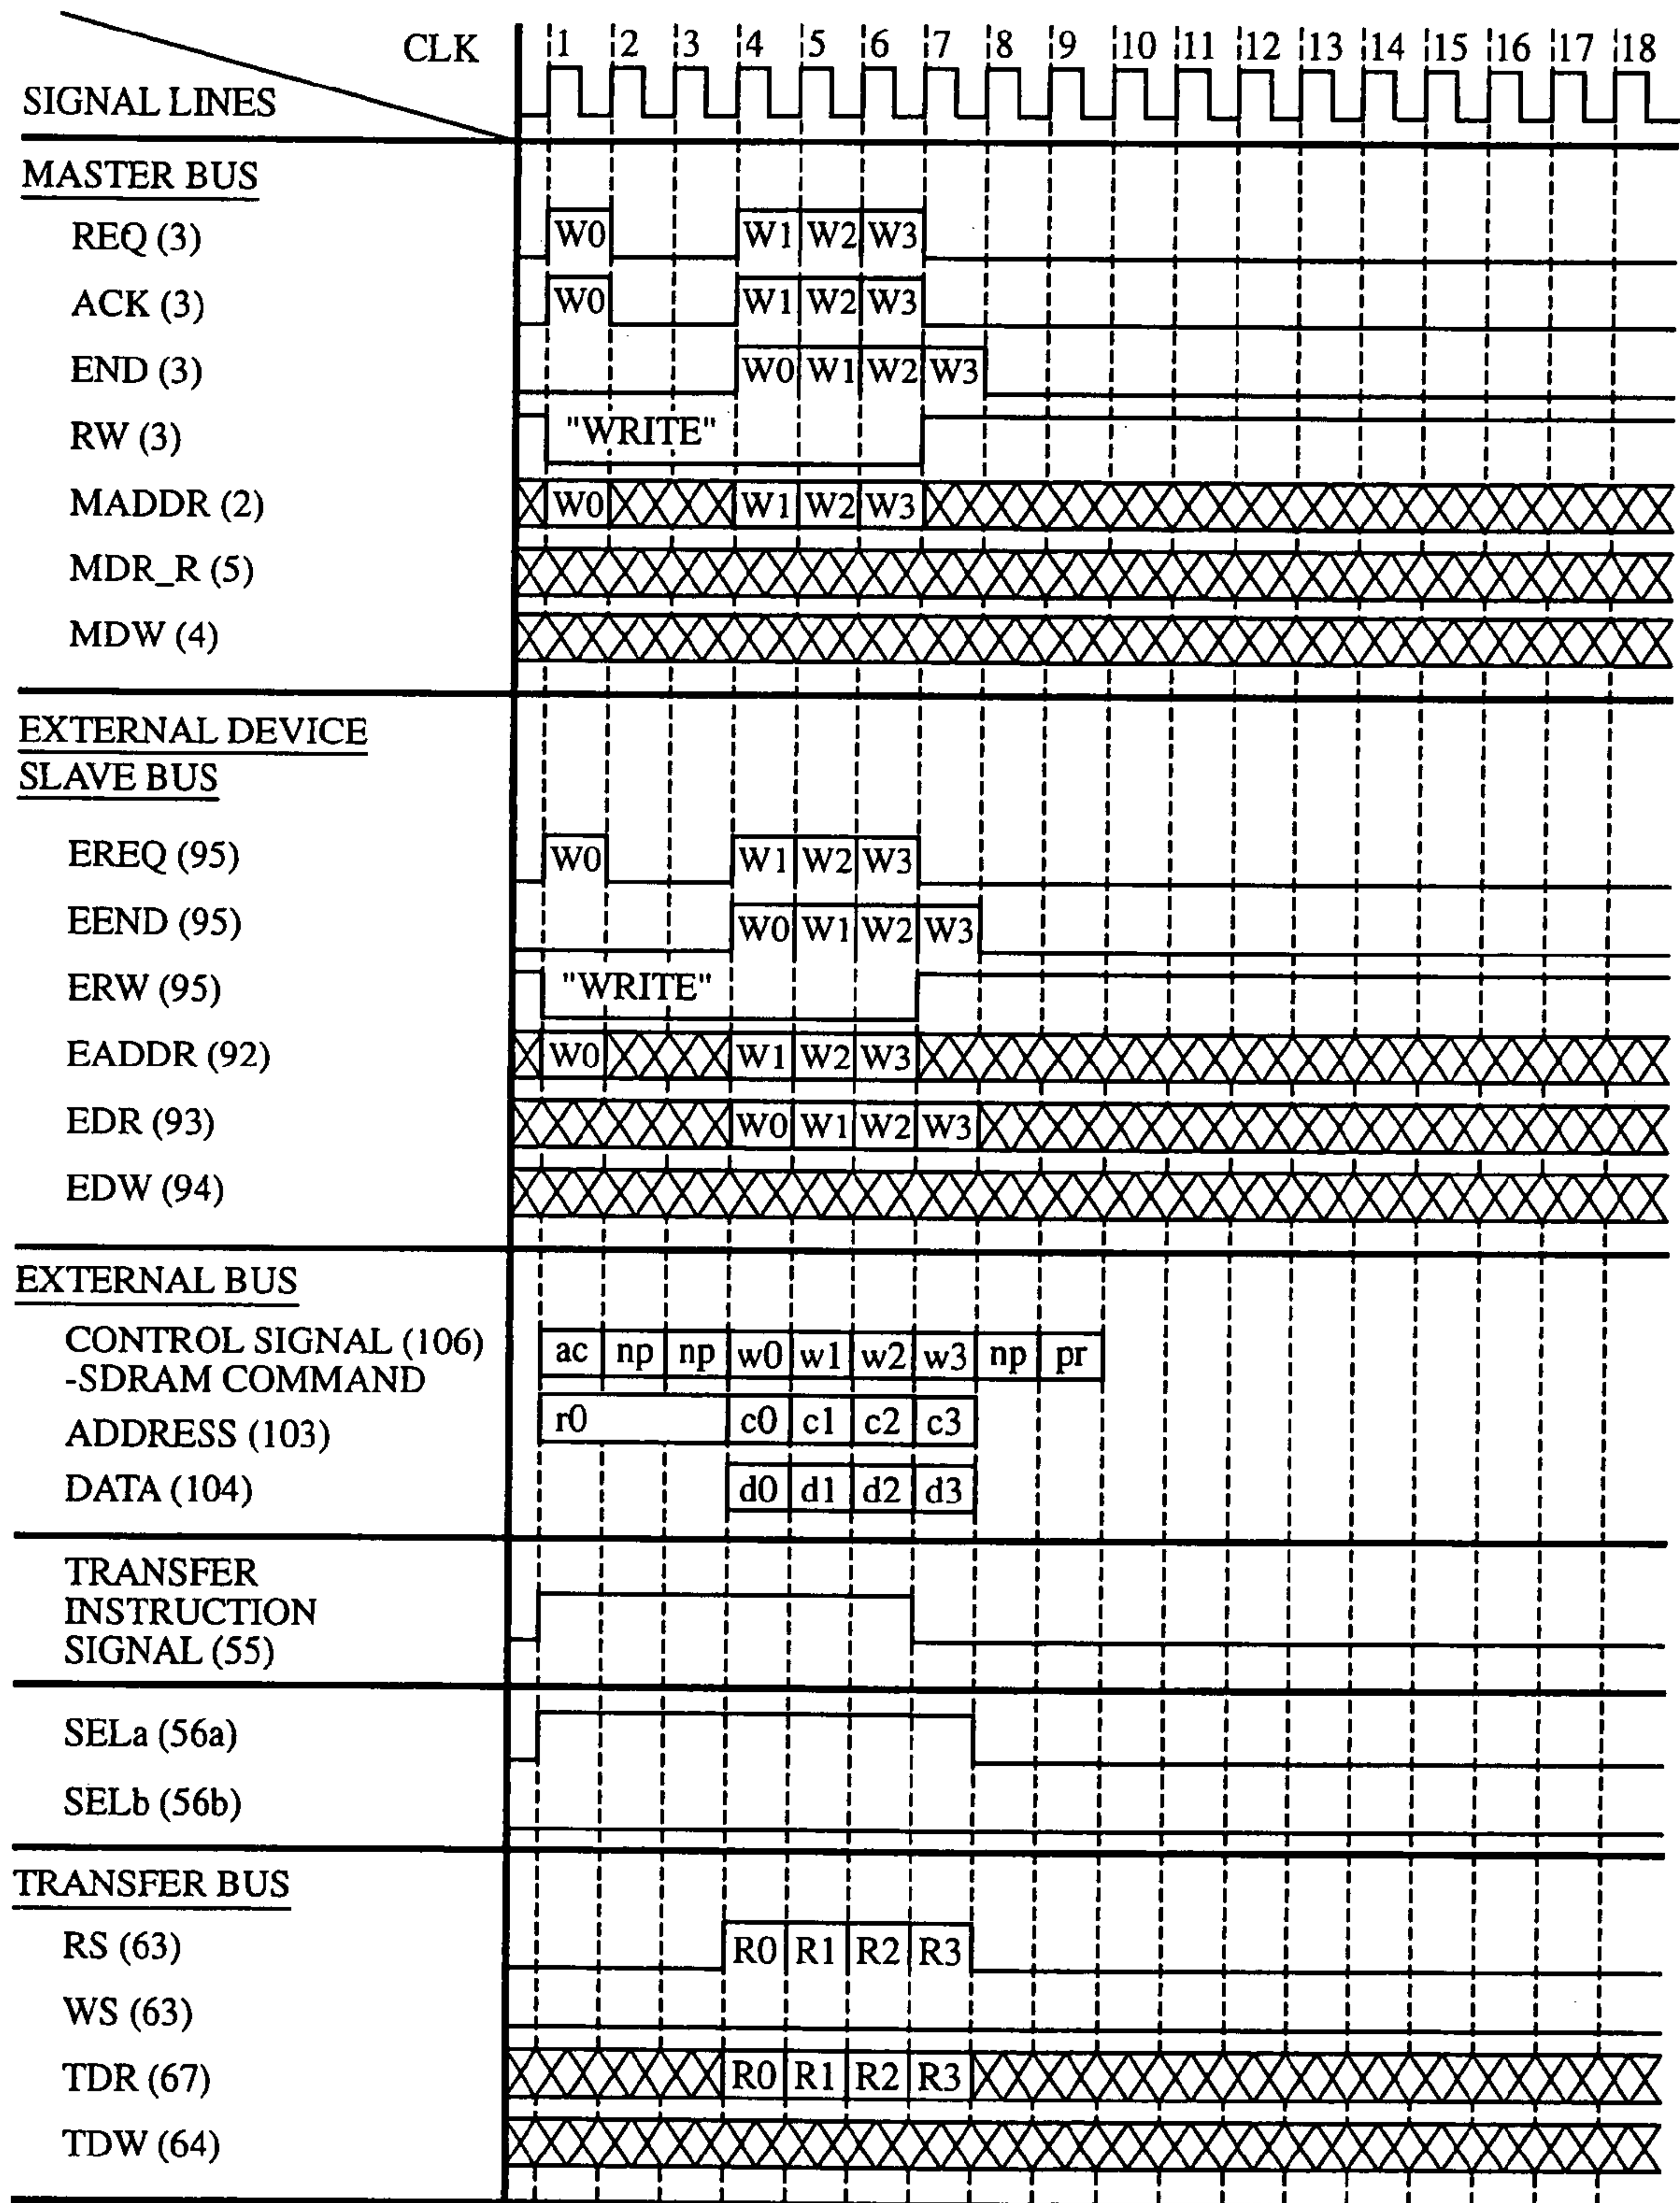 CLK 1 2 3 4 5 6 7 8 9 10 11 12 13 14 15 16 17 18
SIGNAL LINES
MASTER BUS
REQ (3) W0 W1 W2 W3
ACK (3) W0 W1 W2 W3
END (3) W0 W1 W2 W3
RW (3) "WRITE"
MADDR (2) W0 W1 W2 W3
MDR_R (5)
MDW (4)
EXTERNAL DEVICE
SLAVE BUS
EREQ (95) W0 W1 W2 W3
EEND (95) W0 W1 W2 W3
ERW (95) "WRITE"
EADDR (92) W0 W1 W2 W3
EDR (93) W0 W1 W2 W3
EDW (94)
EXTERNAL BUS
CONTROL SIGNAL (106) ac np np w0 w1 w2 w3 np pr
-SDRAM COMMAND
ADDRESS (103) r0 c0 c1 c2 c3
DATA (104) d0 d1 d2 d3
TRANSFER
INSTRUCTION
SIGNAL (55)
SELa (56a)
SELb (56b)
TRANSFER BUS
RS (63) R0 R1 R2 R3
WS (63)
TDR (67) R0 R1 R2 R3
TDW (64)